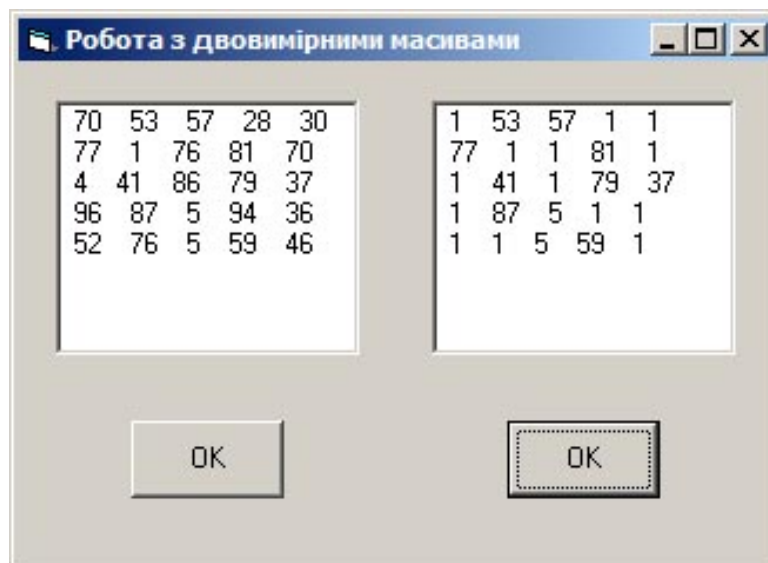 Робота з двовимірними масивами
70 53 57 28 30
77 1 76 81 70
4 41 86 79 37
96 87 5 94 36
52 76 5 59 46
1 53 57 1 1
77 1 1 81 1
1 41 1 79 37
1 87 5 1 1
1 1 5 59 1
OK
OK